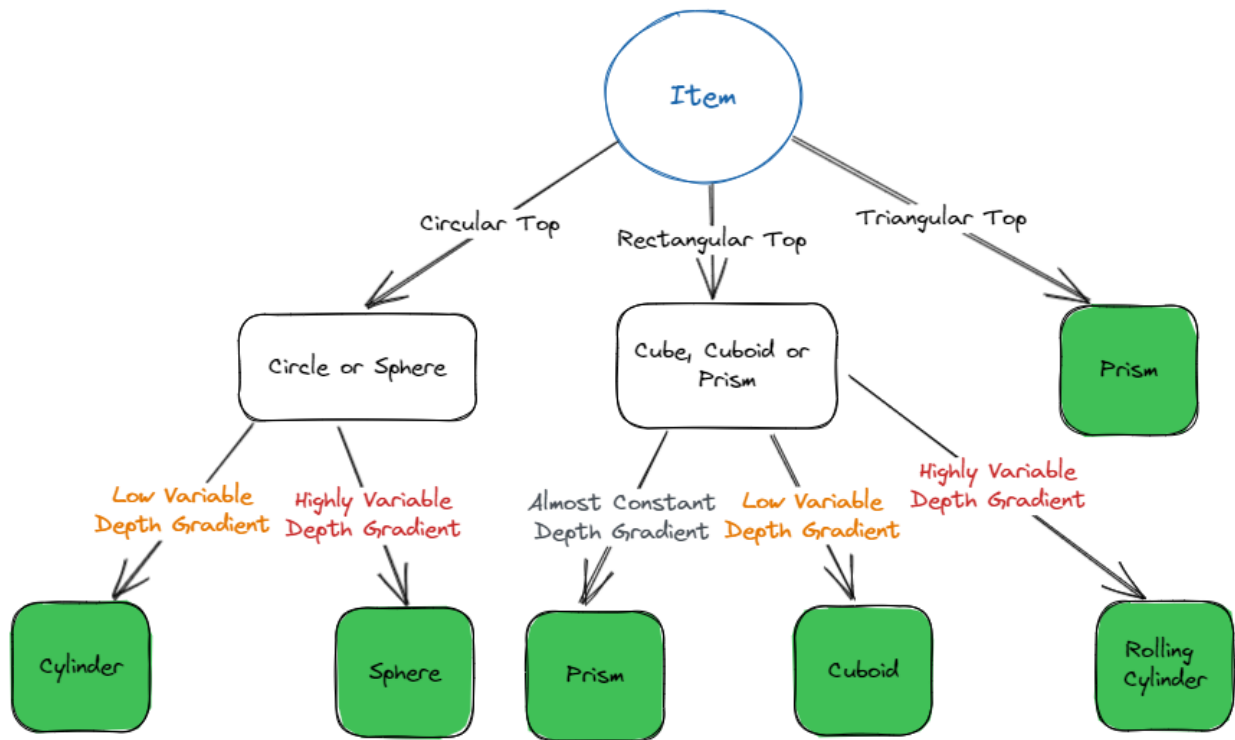 Item
Circular Top
Rectangular Top
Triangular Top
Circle or Sphere
Cube, Cuboid or
Prism
Prism
Low Variable
Depth Gradient
Highly Variable
Depth Gradient
Almost Constant
Depth Gradient
Low Variable
Depth Gradient
Highly Variable
Depth Gradient
Cylinder
Sphere
Prism
Cuboid
Rolling
Cylinder